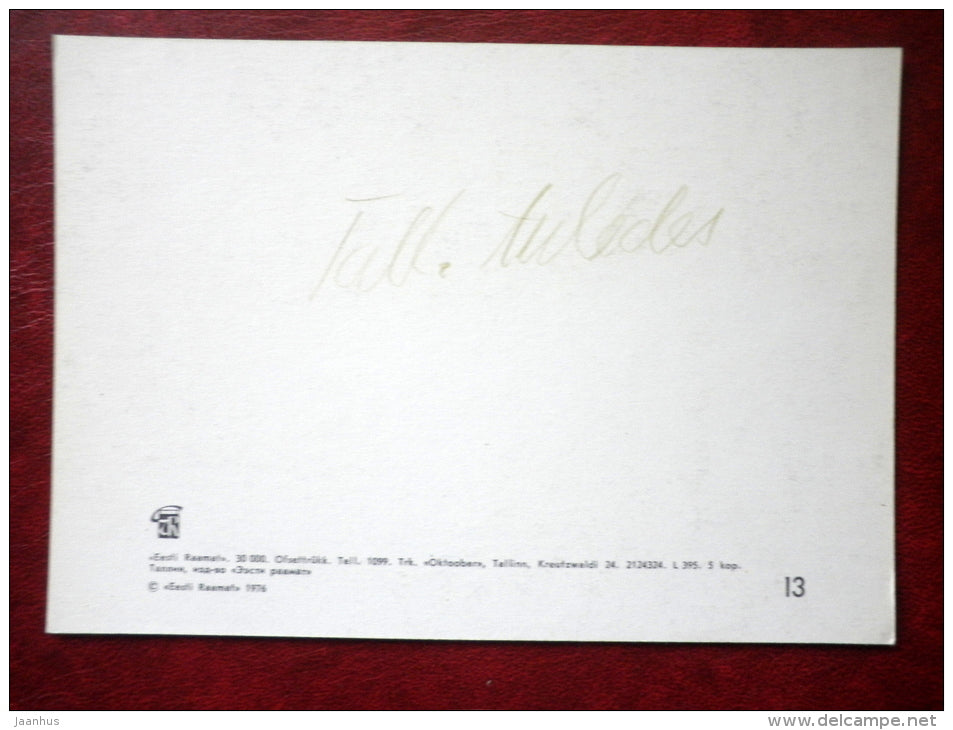 Tall. tuledes
«Eesti Raamat». 30 000. Ofsettrükk. Tell. 1099. Trk. «Oktoober», Tallinn, Kreutzwaldi 24. 2124324. L 395. 5 kop.
Таллин, изд-во «Ээсти раамат»
© «Eesti Raamat» 1976
13
jaanhus
www.delcampe.net